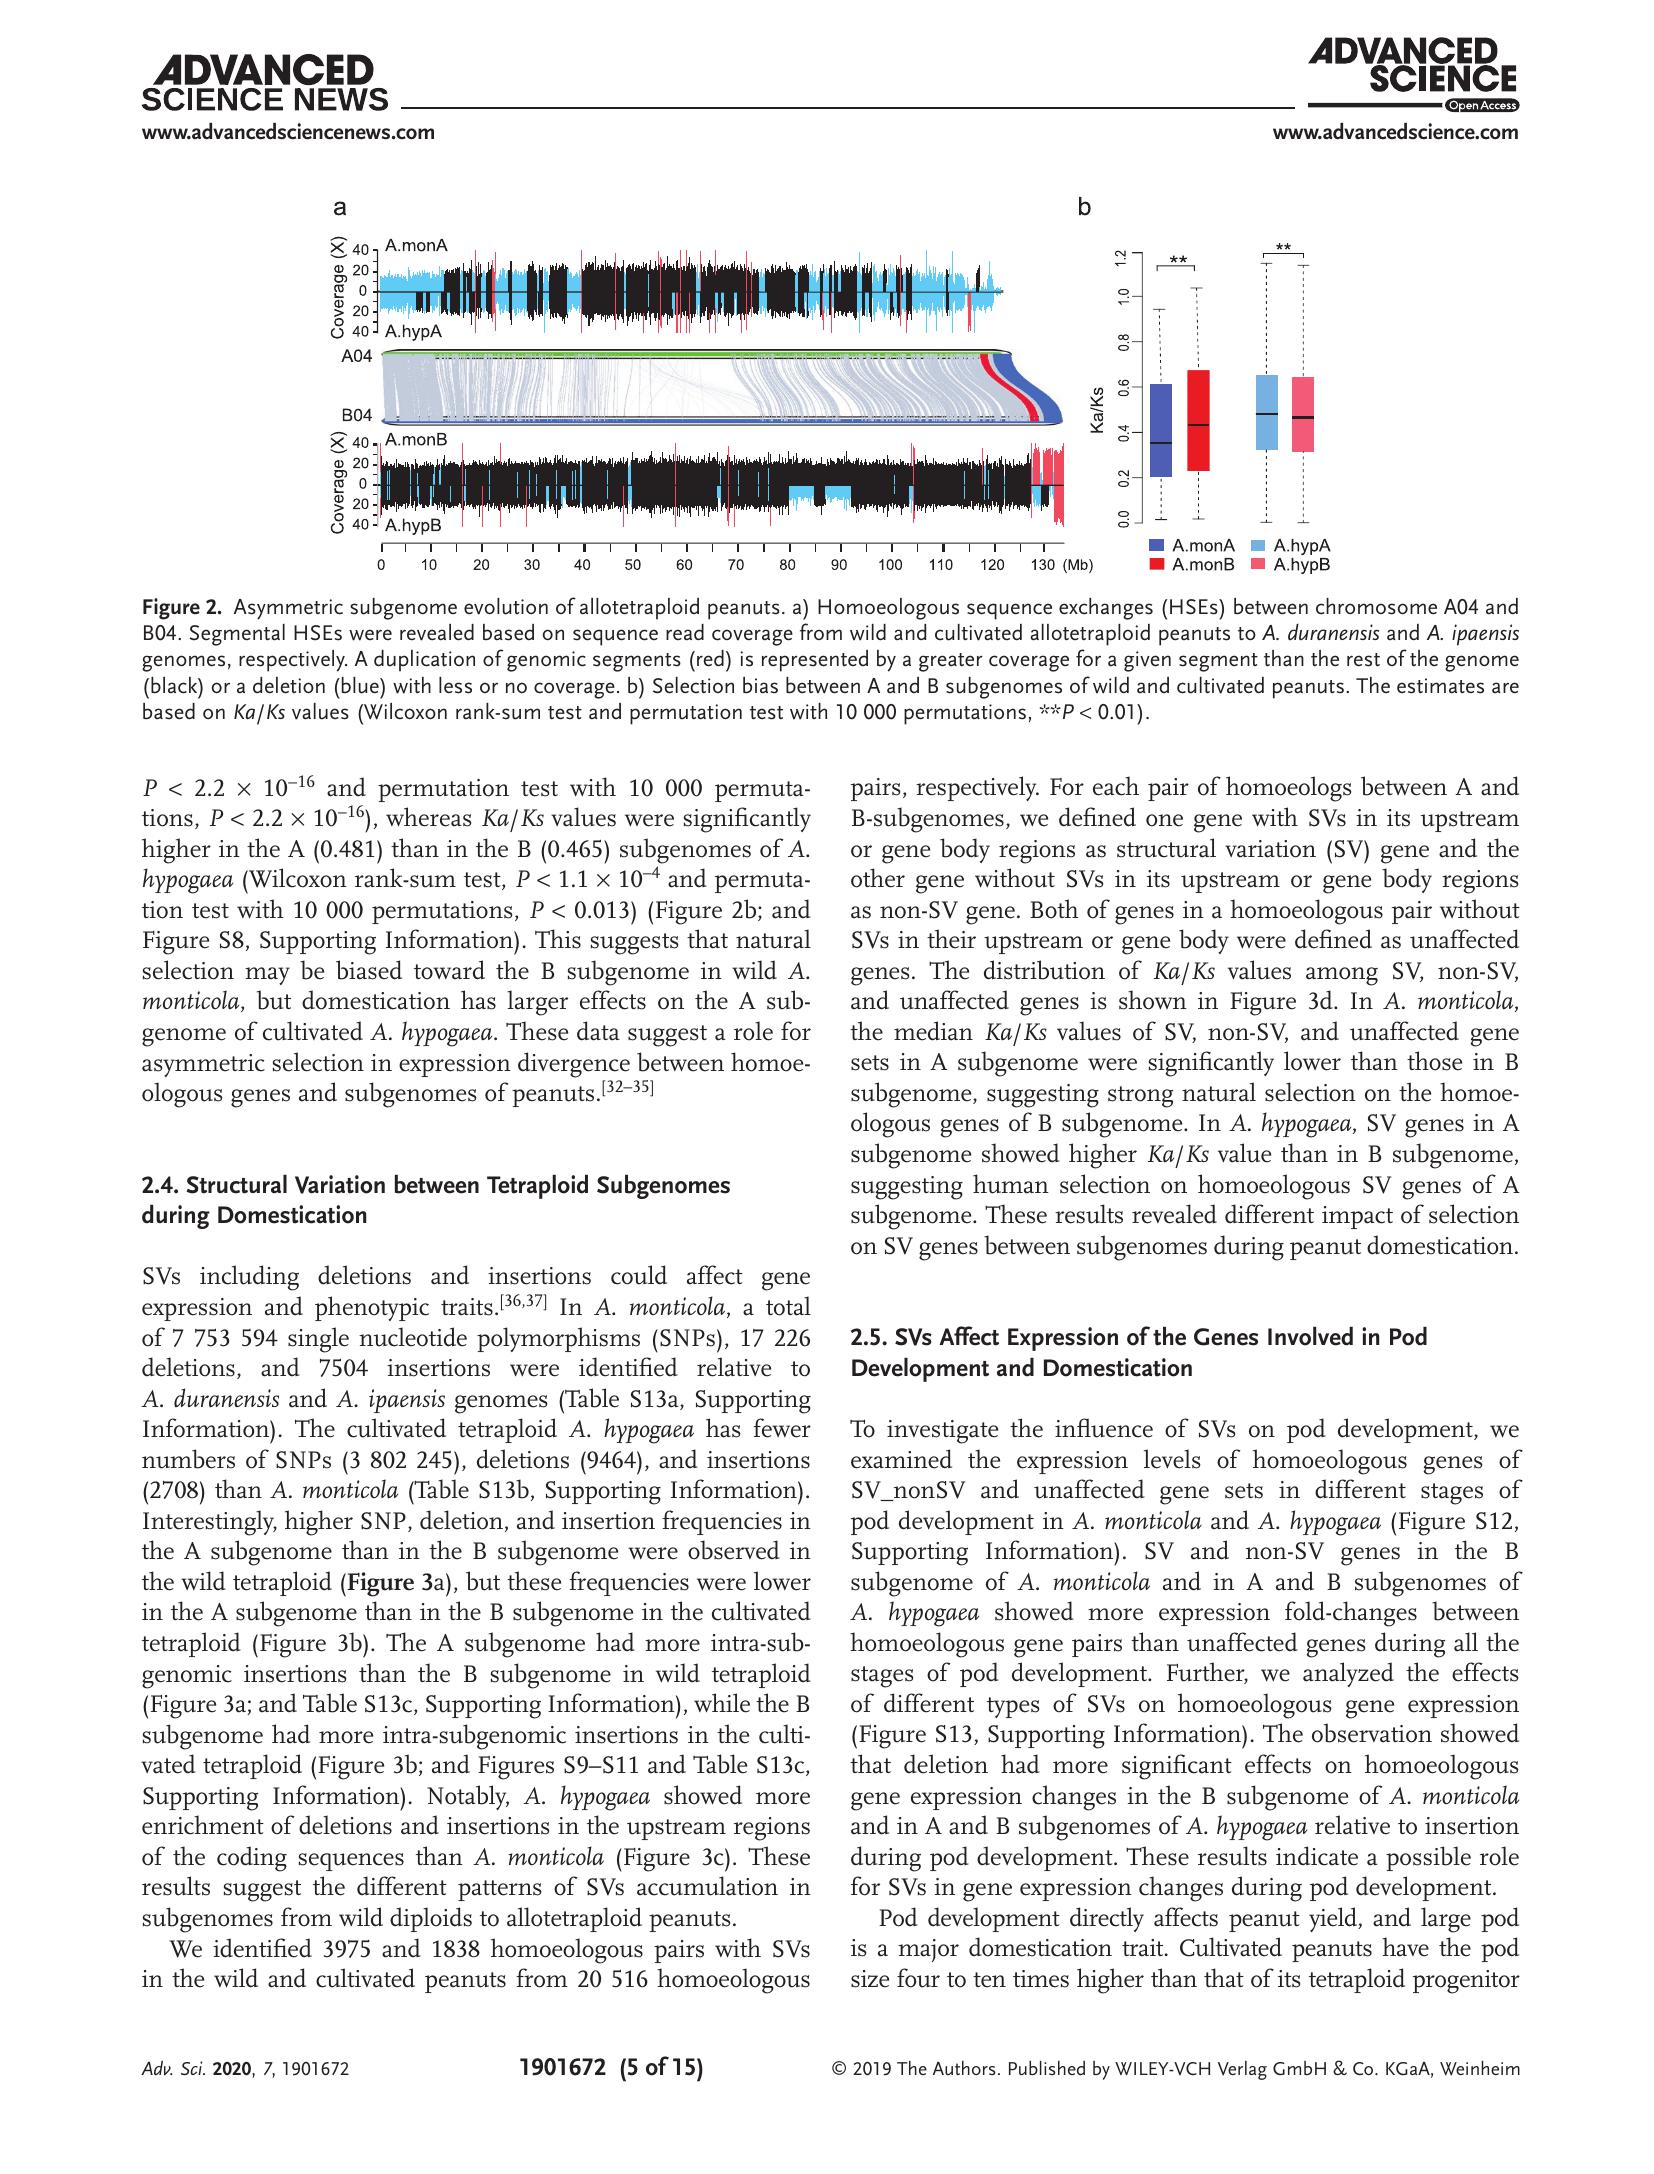 ADVANCED
SCIENCE NEWS
www.advancedsciencenews.com
ADVANCED
SCIENCE
Open Access
www.advancedscience.com
a
b
Coverage (X)
40
20
0
20
40
A.monA
A.hypA
A04
B04
Coverage (X)
40
20
0
20
40
A.monB
A.hypB
0 10 20 30 40 50 60 70 80 90 100 110 120 130 (Mb)
Ka/Ks
0.0 0.2 0.4 0.6 0.8 1.0 1.2
** **
A.monA A.hypA
A.monB A.hypB
Figure 2. Asymmetric subgenome evolution of allotetraploid peanuts. a) Homoeologous sequence exchanges (HSEs) between chromosome A04 and
B04. Segmental HSEs were revealed based on sequence read coverage from wild and cultivated allotetraploid peanuts to A. duranensis and A. ipaensis
genomes, respectively. A duplication of genomic segments (red) is represented by a greater coverage for a given segment than the rest of the genome
(black) or a deletion (blue) with less or no coverage. b) Selection bias between A and B subgenomes of wild and cultivated peanuts. The estimates are
based on Ka/Ks values (Wilcoxon rank-sum test and permutation test with 10 000 permutations, **P < 0.01).
P < 2.2 × 10–16 and permutation test with 10 000 permuta-
tions, P < 2.2 × 10–16), whereas Ka/Ks values were significantly
higher in the A (0.481) than in the B (0.465) subgenomes of A.
hypogaea (Wilcoxon rank-sum test, P < 1.1 × 10–4 and permuta-
tion test with 10 000 permutations, P < 0.013) (Figure 2b; and
Figure S8, Supporting Information). This suggests that natural
selection may be biased toward the B subgenome in wild A.
monticola, but domestication has larger effects on the A sub-
genome of cultivated A. hypogaea. These data suggest a role for
asymmetric selection in expression divergence between homoe-
ologous genes and subgenomes of peanuts.[32–35]
2.4. Structural Variation between Tetraploid Subgenomes
during Domestication
SVs including deletions and insertions could affect gene
expression and phenotypic traits.[36,37] In A. monticola, a total
of 7 753 594 single nucleotide polymorphisms (SNPs), 17 226
deletions, and 7504 insertions were identified relative to
A. duranensis and A. ipaensis genomes (Table S13a, Supporting
Information). The cultivated tetraploid A. hypogaea has fewer
numbers of SNPs (3 802 245), deletions (9464), and insertions
(2708) than A. monticola (Table S13b, Supporting Information).
Interestingly, higher SNP, deletion, and insertion frequencies in
the A subgenome than in the B subgenome were observed in
the wild tetraploid (Figure 3a), but these frequencies were lower
in the A subgenome than in the B subgenome in the cultivated
tetraploid (Figure 3b). The A subgenome had more intra-sub-
genomic insertions than the B subgenome in wild tetraploid
(Figure 3a; and Table S13c, Supporting Information), while the B
subgenome had more intra-subgenomic insertions in the culti-
vated tetraploid (Figure 3b; and Figures S9–S11 and Table S13c,
Supporting Information). Notably, A. hypogaea showed more
enrichment of deletions and insertions in the upstream regions
of the coding sequences than A. monticola (Figure 3c). These
results suggest the different patterns of SVs accumulation in
subgenomes from wild diploids to allotetraploid peanuts.
We identified 3975 and 1838 homoeologous pairs with SVs
in the wild and cultivated peanuts from 20 516 homoeologous
pairs, respectively. For each pair of homoeologs between A and
B-subgenomes, we defined one gene with SVs in its upstream
or gene body regions as structural variation (SV) gene and the
other gene without SVs in its upstream or gene body regions
as non-SV gene. Both of genes in a homoeologous pair without
SVs in their upstream or gene body were defined as unaffected
genes. The distribution of Ka/Ks values among SV, non-SV,
and unaffected genes is shown in Figure 3d. In A. monticola,
the median Ka/Ks values of SV, non-SV, and unaffected gene
sets in A subgenome were significantly lower than those in B
subgenome, suggesting strong natural selection on the homoe-
ologous genes of B subgenome. In A. hypogaea, SV genes in A
subgenome showed higher Ka/Ks value than in B subgenome,
suggesting human selection on homoeologous SV genes of A
subgenome. These results revealed different impact of selection
on SV genes between subgenomes during peanut domestication.
2.5. SVs Affect Expression of the Genes Involved in Pod
Development and Domestication
To investigate the influence of SVs on pod development, we
examined the expression levels of homoeologous genes of
SV_nonSV and unaffected gene sets in different stages of
pod development in A. monticola and A. hypogaea (Figure S12,
Supporting Information). SV and non-SV genes in the B
subgenome of A. monticola and in A and B subgenomes of
A. hypogaea showed more expression fold-changes between
homoeologous gene pairs than unaffected genes during all the
stages of pod development. Further, we analyzed the effects
of different types of SVs on homoeologous gene expression
(Figure S13, Supporting Information). The observation showed
that deletion had more significant effects on homoeologous
gene expression changes in the B subgenome of A. monticola
and in A and B subgenomes of A. hypogaea relative to insertion
during pod development. These results indicate a possible role
for SVs in gene expression changes during pod development.
Pod development directly affects peanut yield, and large pod
is a major domestication trait. Cultivated peanuts have the pod
size four to ten times higher than that of its tetraploid progenitor
Adv. Sci. 2020, 7, 1901672
1901672 (5 of 15)
© 2019 The Authors. Published by WILEY-VCH Verlag GmbH & Co. KGaA, Weinheim